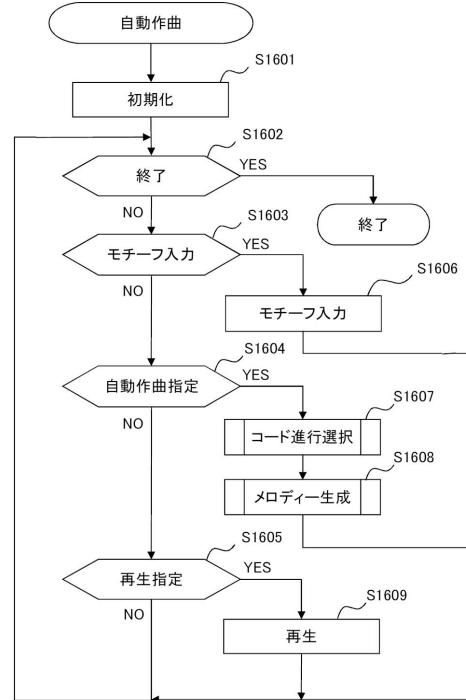 自動作曲
S1601
初期化
S1602
終了
YES
NO
終了
S1603
モチーフ入力
YES
NO
S1606
モチーフ入力
S1604
自動作曲指定
YES
NO
S1607
コード進行選択
S1608
メロディー生成
S1605
再生指定
YES
NO
S1609
再生